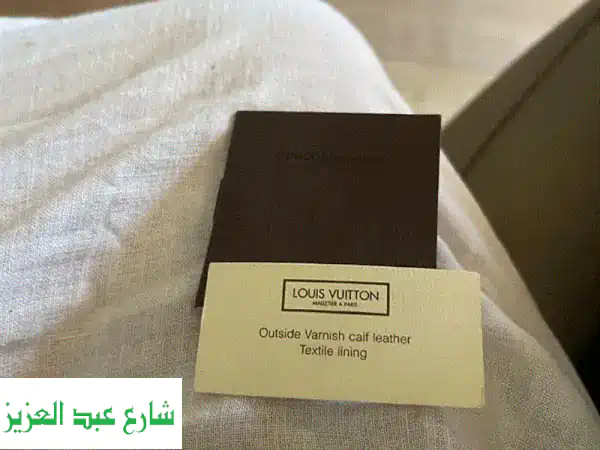 LOUIS VUITTON
MALLETIER A PARIS
Outside Varnish calf leather
Textile lining
شارع عبد العزيز